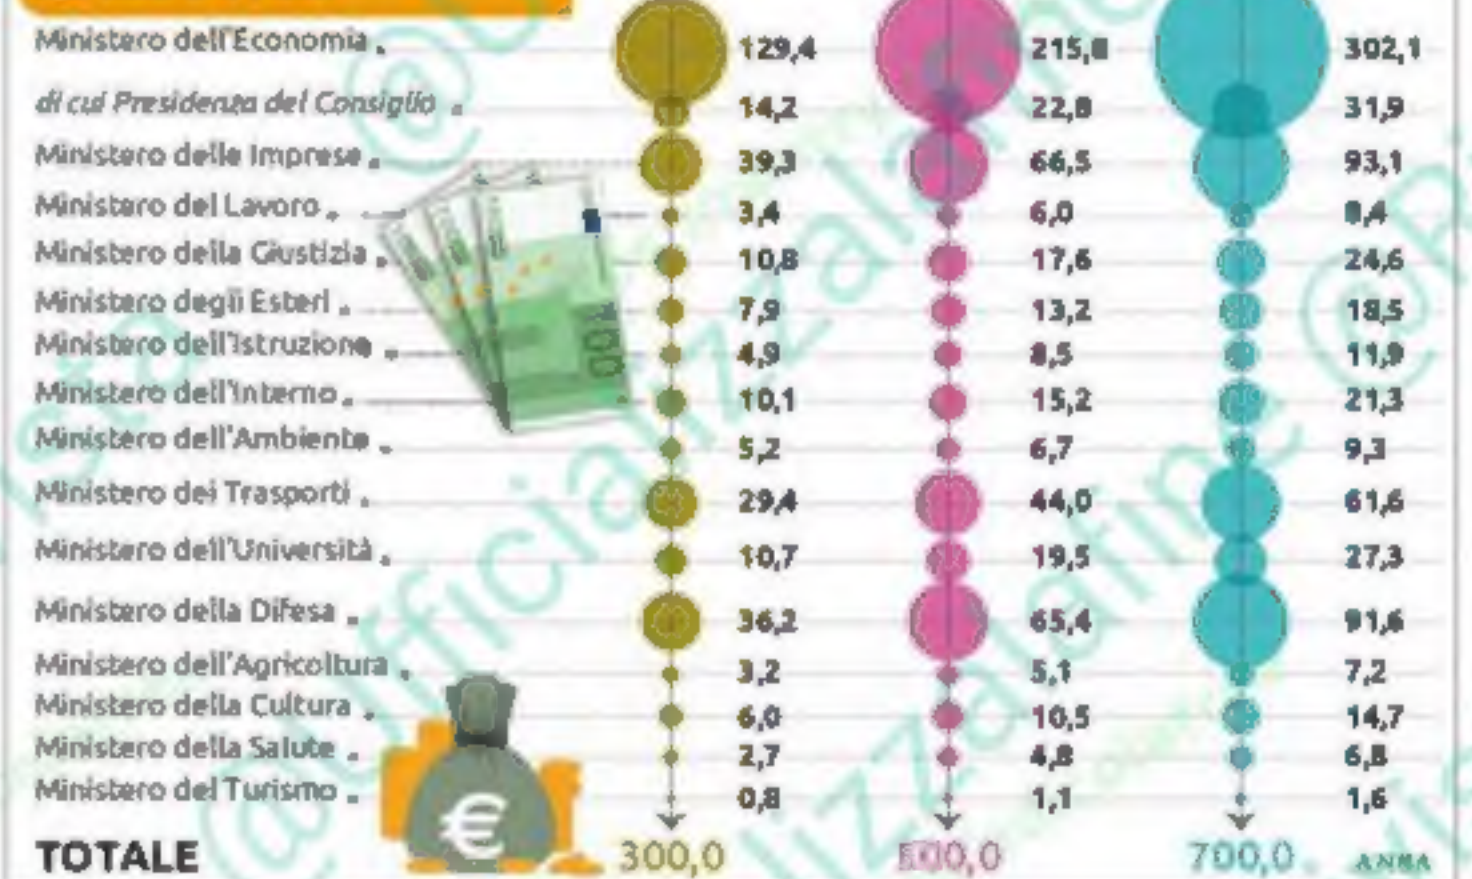 Ministero dell'Economia 129,4 215,8 302,1
di cui Presidenza del Consiglio 14,2 22,8 31,9
Ministero delle Imprese 39,3 66,5 93,1
Ministero del Lavoro 3,4 6,0 8,4
Ministero della Giustizia 10,8 17,6 24,6
Ministero degli Esteri 7,9 13,2 18,5
Ministero dell'Istruzione 4,9 8,5 11,9
Ministero dell'Interno 10,1 15,2 21,3
Ministero dell'Ambiente 5,2 6,7 9,3
Ministero dei Trasporti 29,4 44,0 61,6
Ministero dell'Università 10,7 19,5 27,3
Ministero della Difesa 36,2 65,4 91,6
Ministero dell'Agricoltura 3,2 5,1 7,2
Ministero della Cultura 6,0 10,5 14,7
Ministero della Salute 2,7 4,8 6,8
Ministero del Turismo 0,8 1,1 1,6
TOTALE 300,0 500,0 700,0 ANSA
100
€